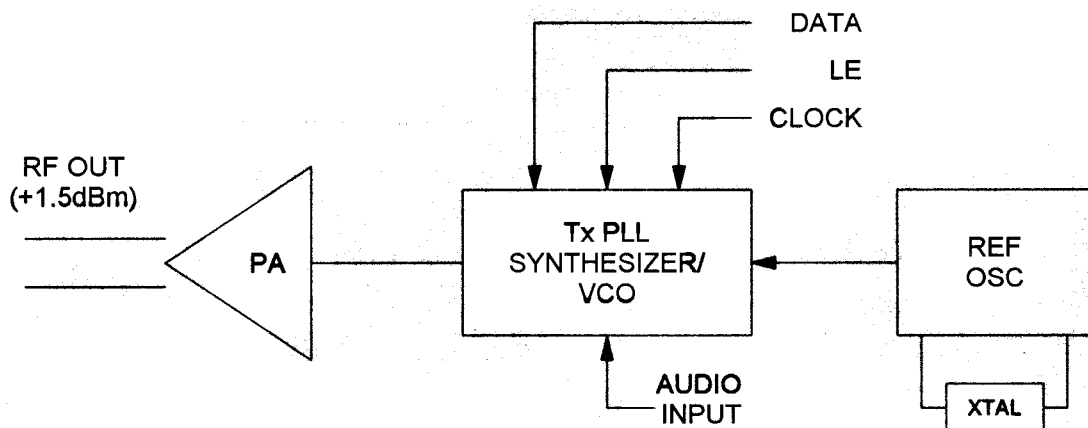 DATA
LE
CLOCK
RF OUT
(+1.5dBm)
PA
Tx PLL
SYNTHESIZER/
VCO
REF
OSC
AUDIO
INPUT
XTAL